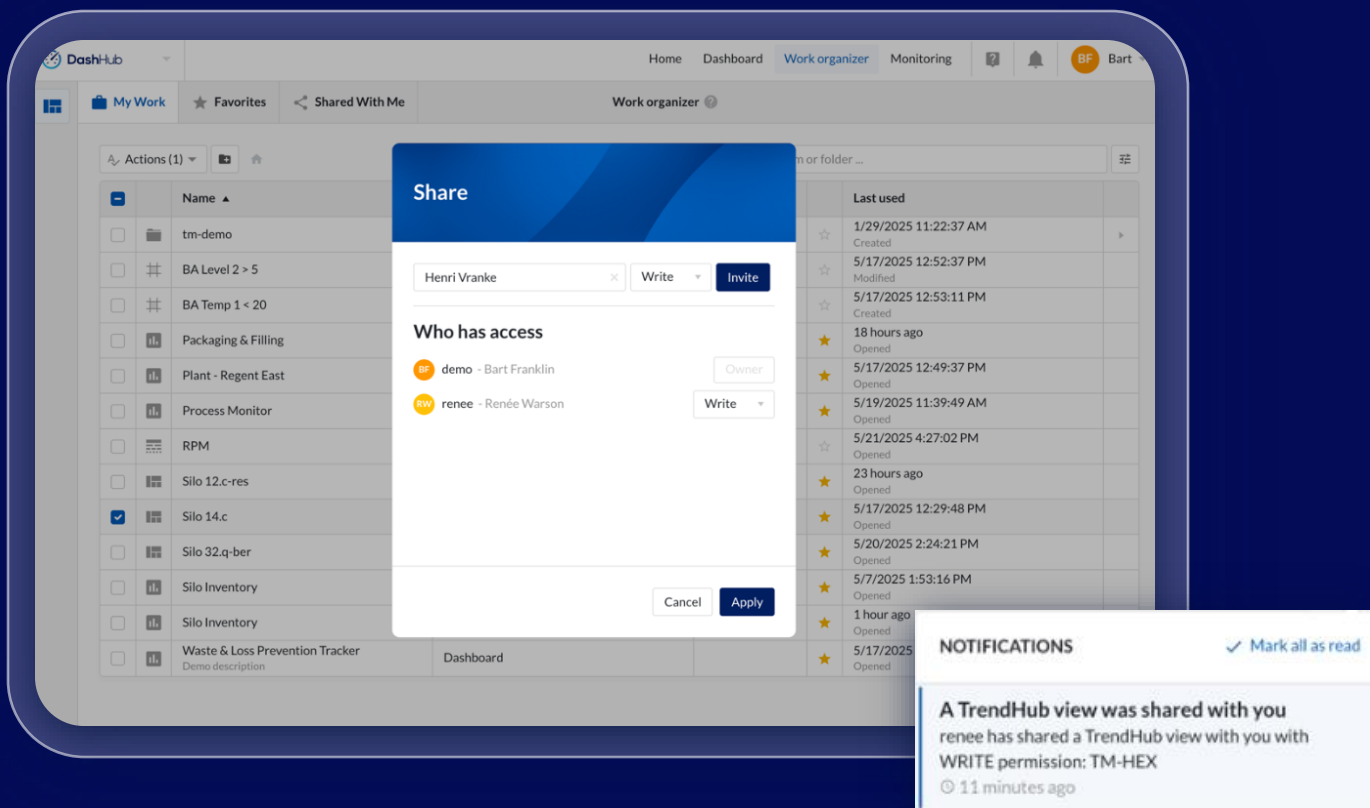 DashHub
Home Dashboard Work organizer Monitoring BF Bart
My Work Favorites Shared With Me Work organizer
Actions (1)
m or folder ...
Name Last used
tm-demo 1/29/2025 11:22:37 AM
Created
BA Level 2 > 5 5/17/2025 12:52:37 PM
Modified
BA Temp 1 < 20 5/17/2025 12:53:11 PM
Created
Packaging & Filling 18 hours ago
Opened
Plant - Regent East 5/17/2025 12:49:37 PM
Opened
Process Monitor 5/19/2025 11:39:49 AM
Opened
RPM 5/21/2025 4:27:02 PM
Opened
Silo 12.c-res 23 hours ago
Opened
Silo 14.c 5/17/2025 12:29:48 PM
Opened
Silo 32.q-ber 5/20/2025 2:24:21 PM
Opened
Silo Inventory 5/7/2025 1:53:16 PM
Opened
Silo Inventory 1 hour ago
Opened
Waste & Loss Prevention Tracker Dashboard 5/17/2025
Demo description Opened
Share
Henri Vranke Write Invite
Who has access
BF demo - Bart Franklin Owner
RW renee - Renée Warson Write
Cancel Apply
NOTIFICATIONS Mark all as read
A TrendHub view was shared with you
renee has shared a TrendHub view with you with
WRITE permission: TM-HEX
11 minutes ago